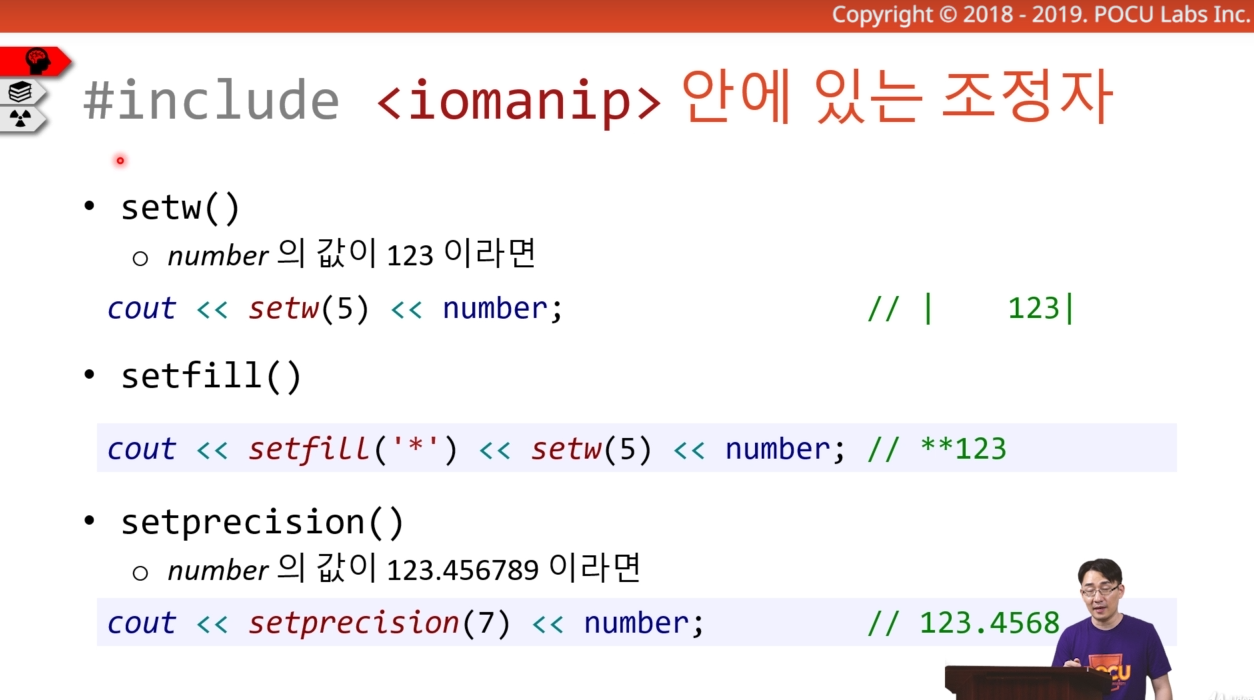 Copyright © 2018 - 2019. POCU Labs Inc.
#include <iomanip> 안에 있는 조정자
• setw()
o number 의 값이 123 이라면
cout << setw(5) << number; // |    123|
• setfill()
cout << setfill('*') << setw(5) << number; // **123
• setprecision()
o number 의 값이 123.456789 이라면
cout << setprecision(7) << number; // 123.4568